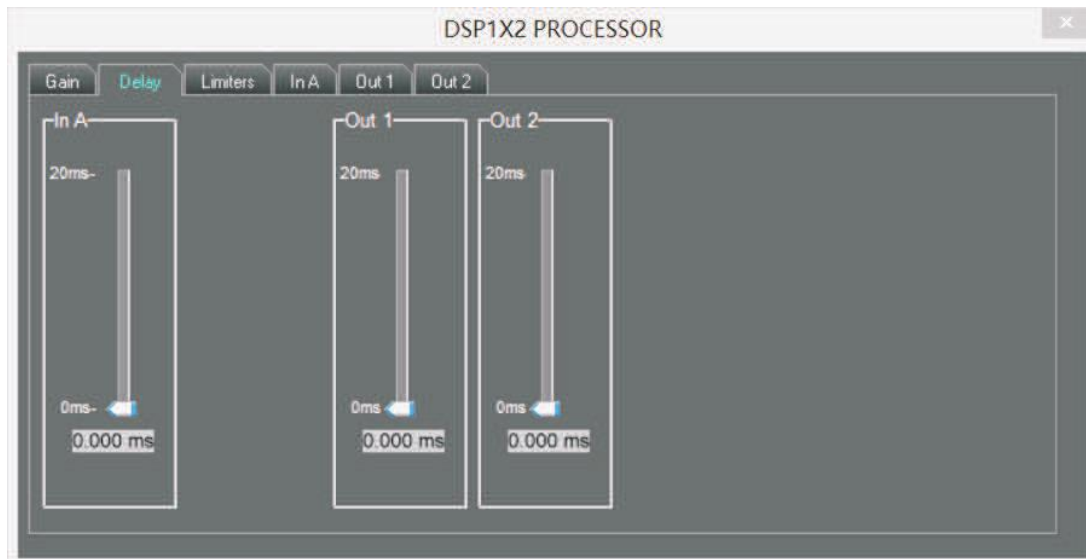 DSP1X2 PROCESSOR
Gain Delay Limiters In A Out 1 Out 2
In A Out 1 Out 2
20ms- 20ms 20ms
0ms- 0ms 0ms
0.000 ms 0.000 ms 0.000 ms